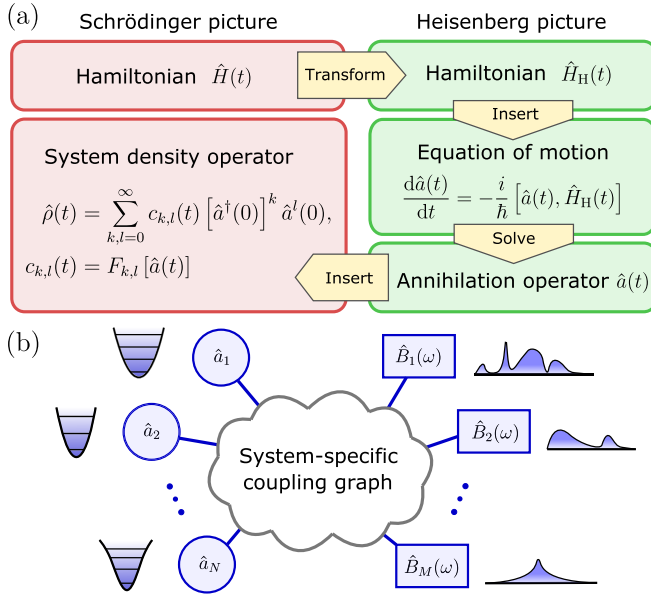 (a)
Schrödinger picture
Heisenberg picture
Hamiltonian Ĥ(t)
Transform
Hamiltonian Ĥ_H(t)
Insert
System density operator
ρ̂(t) = ∑_{k,l=0}^{∞} c_{k,l}(t) [â†(0)]^k â^l(0),
c_{k,l}(t) = F_{k,l} [â(t)]
Equation of motion
dâ(t)/dt = −i/ħ [â(t), Ĥ_H(t)]
Solve
Insert
Annihilation operator â(t)
(b)
â_1
B̂_1(ω)
â_2
B̂_2(ω)
System-specific
coupling graph
â_N
B̂_M(ω)